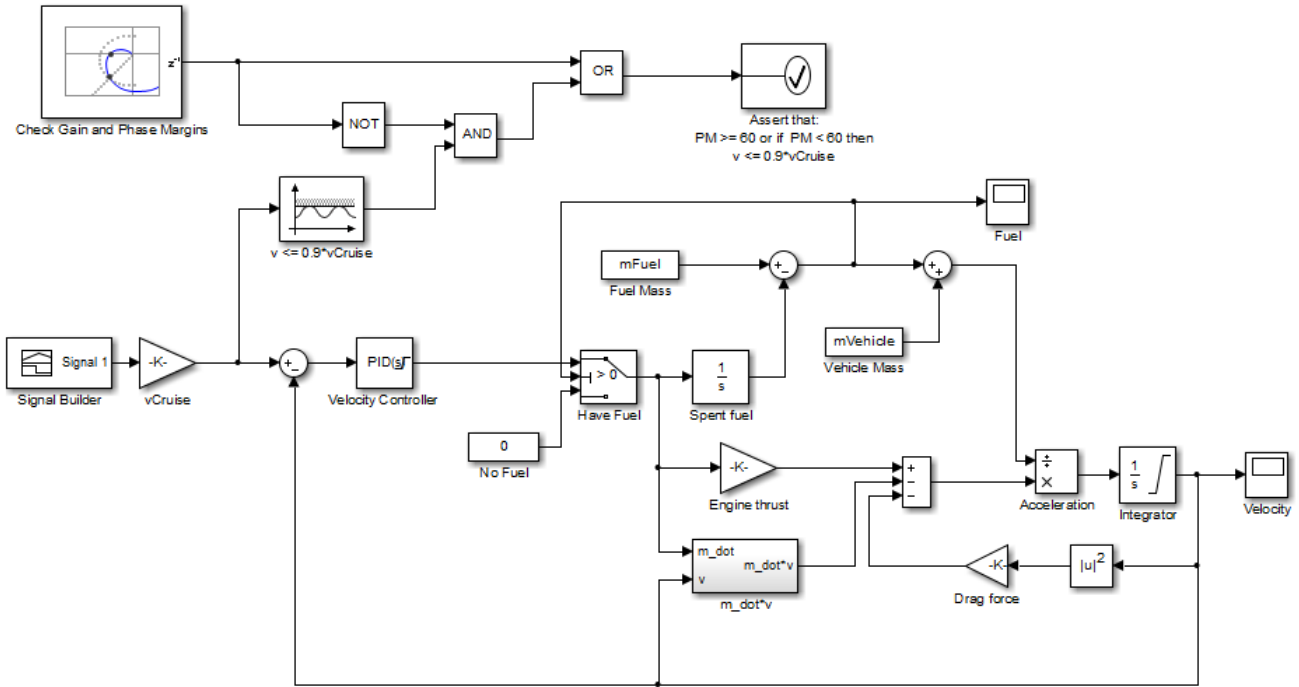 z⁻¹
Check Gain and Phase Margins
NOT
AND
OR
Assert that:
PM >= 60 or if PM < 60 then
v <= 0.9*vCruise
v <= 0.9*vCruise
Fuel
mFuel
Fuel Mass
+
−
+
+
mVehicle
Vehicle Mass
Signal 1
Signal Builder
-K-
vCruise
+
−
PID(s)
Velocity Controller
> 0
Have Fuel
1
s
Spent fuel
0
No Fuel
-K-
Engine thrust
+
−
−
÷
×
Acceleration
1
s
Integrator
Velocity
m_dot
v
m_dot*v
m_dot*v
-K-
Drag force
|u|²